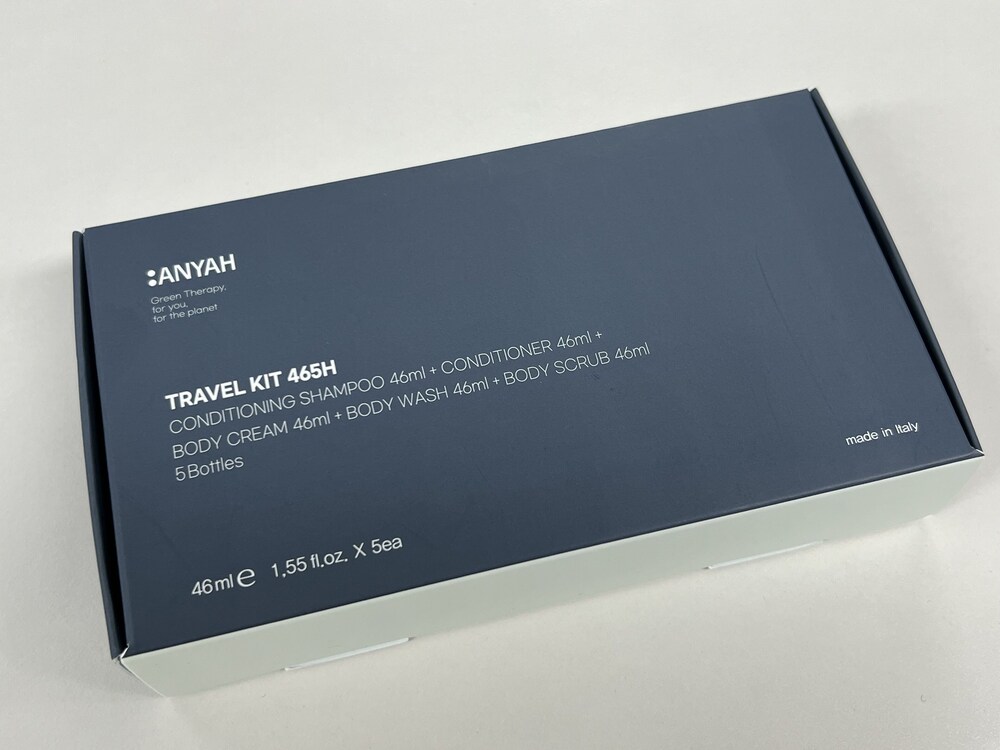 :ANYAH
Green Therapy,
for you,
for the planet
TRAVEL KIT 465H
CONDITIONING SHAMPOO 46ml + CONDITIONER 46ml +
BODY CREAM 46ml + BODY WASH 46ml + BODY SCRUB 46ml
5 Bottles
made in Italy
46ml e 1,55 fl.oz. X 5ea